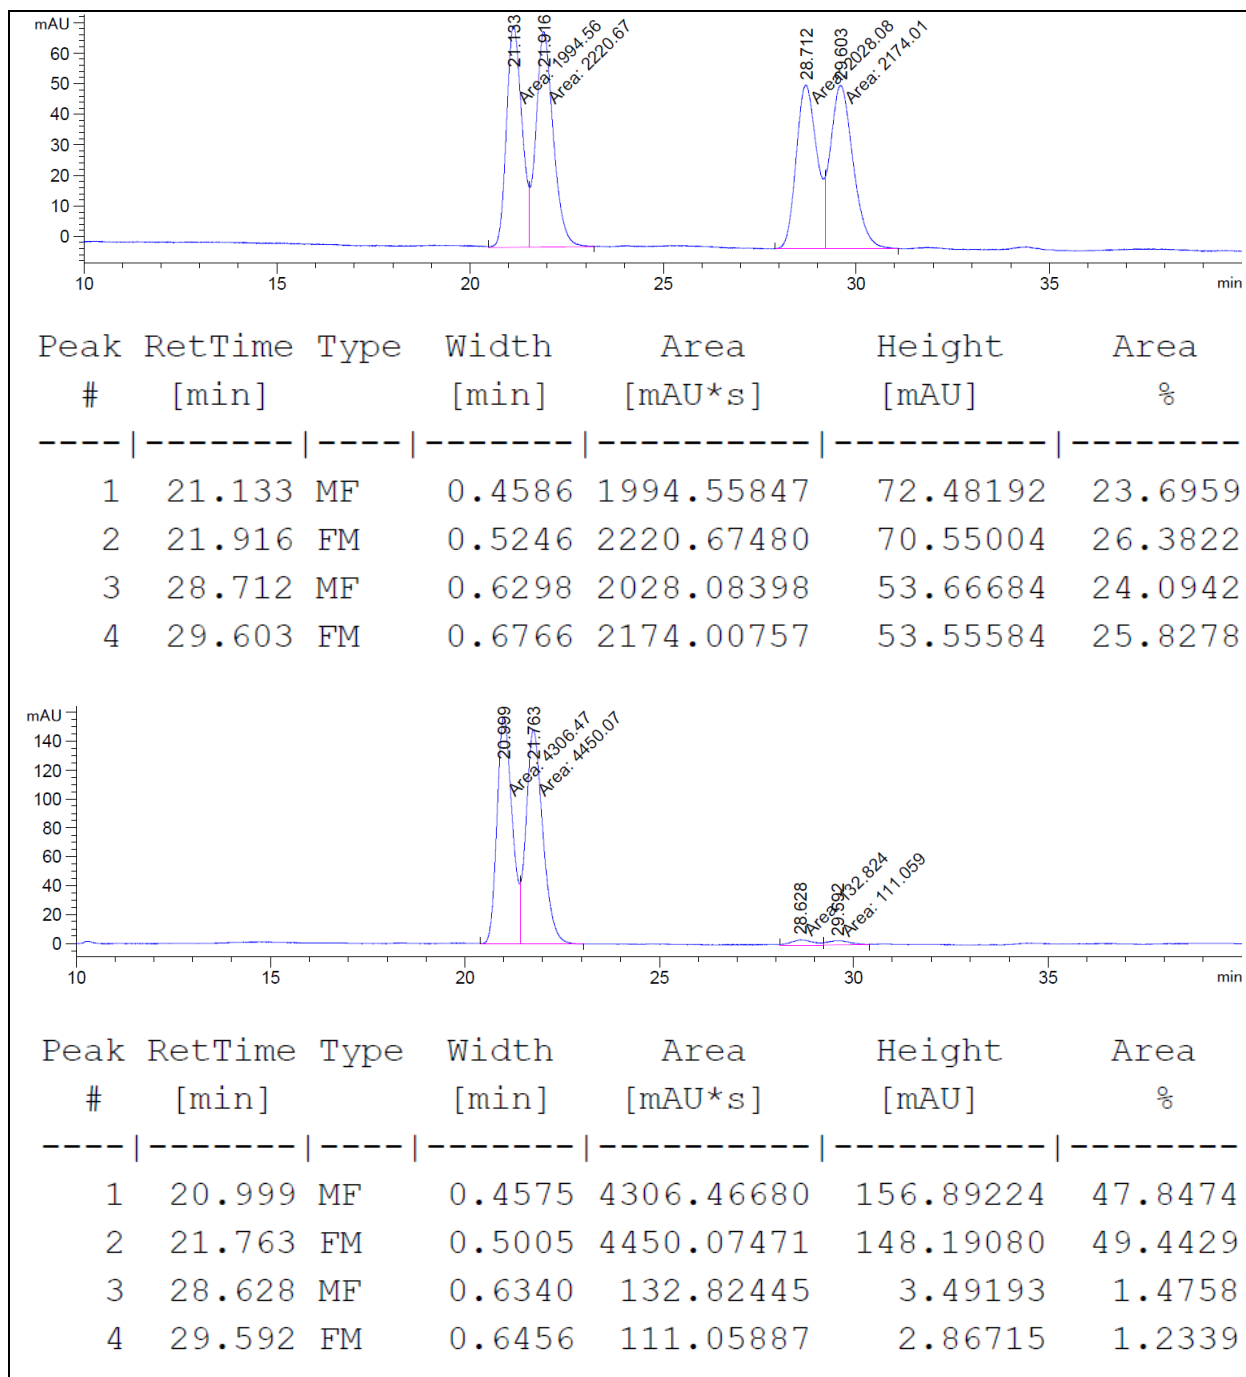 mAU
60
50
40
30
20
10
0
21.133
Area: 1994.56
21.916
Area: 2220.67
28.712
Area: 2028.08
29.603
Area: 2174.01
10 15 20 25 30 35 min
Peak RetTime Type Width Area Height Area
# [min] [min] [mAU*s] [mAU] %
----|-------|----|-------|----------|----------|--------
1 21.133 MF 0.4586 1994.55847 72.48192 23.6959
2 21.916 FM 0.5246 2220.67480 70.55004 26.3822
3 28.712 MF 0.6298 2028.08398 53.66684 24.0942
4 29.603 FM 0.6766 2174.00757 53.55584 25.8278
mAU
140
120
100
80
60
40
20
0
20.999
Area: 4306.47
21.763
Area: 4450.07
28.628
Area: 132.824
29.592
Area: 111.059
10 15 20 25 30 35 min
Peak RetTime Type Width Area Height Area
# [min] [min] [mAU*s] [mAU] %
----|-------|----|-------|----------|----------|--------
1 20.999 MF 0.4575 4306.46680 156.89224 47.8474
2 21.763 FM 0.5005 4450.07471 148.19080 49.4429
3 28.628 MF 0.6340 132.82445 3.49193 1.4758
4 29.592 FM 0.6456 111.05887 2.86715 1.2339